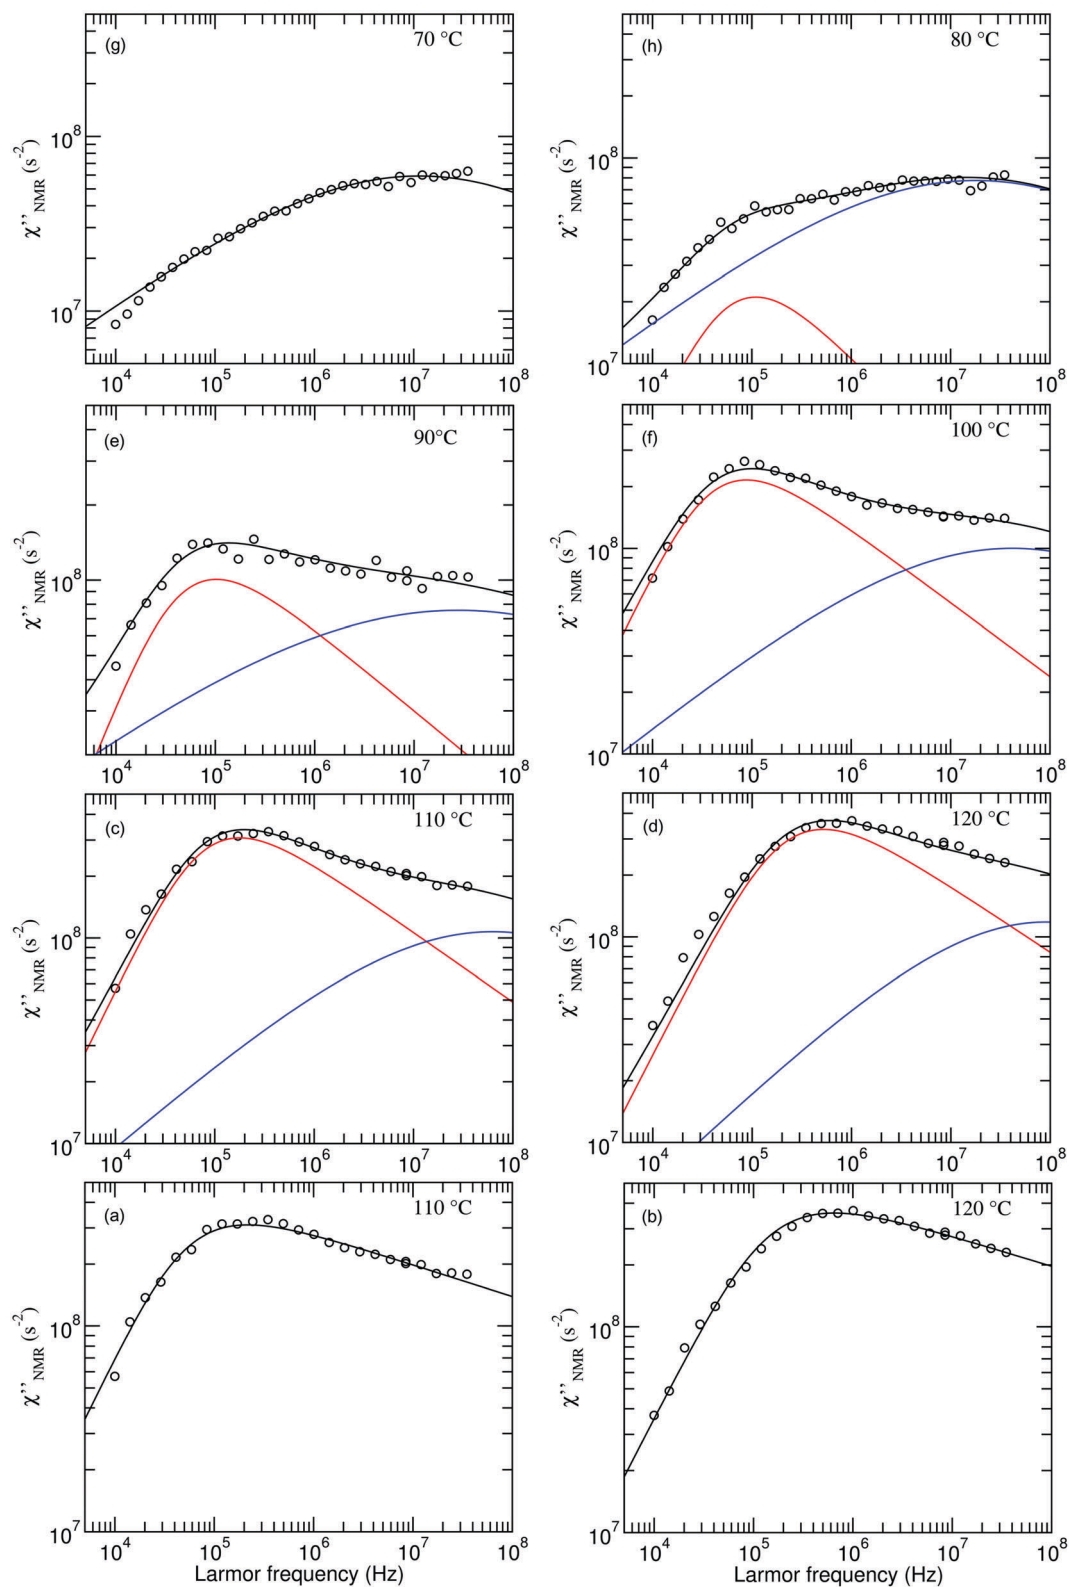 (g) 70 °C
χ’’NMR (s-2)
10^8
10^7
10^4 10^5 10^6 10^7 10^8
(h) 80 °C
χ’’NMR (s-2)
10^8
10^7
10^4 10^5 10^6 10^7 10^8
(e) 90°C
χ’’NMR (s-2)
10^8
10^4 10^5 10^6 10^7 10^8
(f) 100 °C
χ’’NMR (s-2)
10^8
10^7
10^4 10^5 10^6 10^7 10^8
(c) 110 °C
χ’’NMR (s-2)
10^8
10^7
10^4 10^5 10^6 10^7 10^8
(d) 120 °C
χ’’NMR (s-2)
10^8
10^7
10^4 10^5 10^6 10^7 10^8
(a) 110 °C
χ’’NMR (s-2)
10^8
10^7
10^4 10^5 10^6 10^7 10^8
Larmor frequency (Hz)
(b) 120 °C
χ’’NMR (s-2)
10^8
10^7
10^4 10^5 10^6 10^7 10^8
Larmor frequency (Hz)